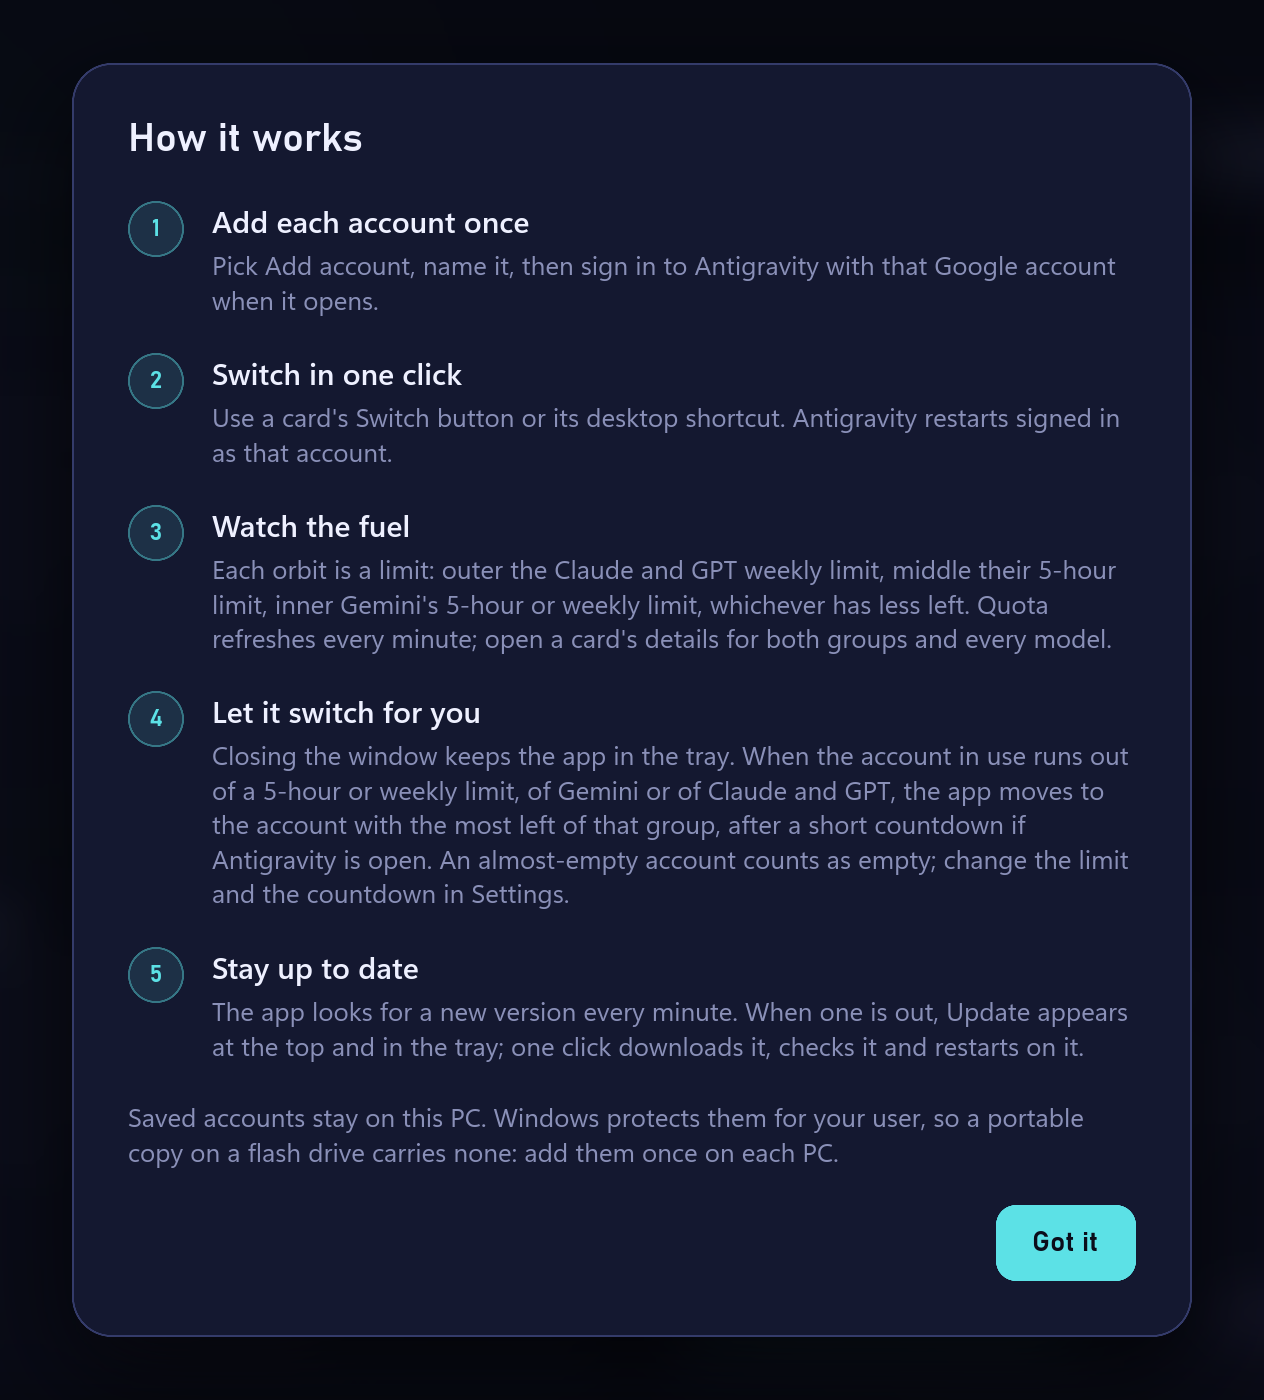 How it works
1
Add each account once
Pick Add account, name it, then sign in to Antigravity with that Google account
when it opens.
2
Switch in one click
Use a card's Switch button or its desktop shortcut. Antigravity restarts signed in
as that account.
3
Watch the fuel
Each orbit is a limit: outer the Claude and GPT weekly limit, middle their 5-hour
limit, inner Gemini's 5-hour or weekly limit, whichever has less left. Quota
refreshes every minute; open a card's details for both groups and every model.
4
Let it switch for you
Closing the window keeps the app in the tray. When the account in use runs out
of a 5-hour or weekly limit, of Gemini or of Claude and GPT, the app moves to
the account with the most left of that group, after a short countdown if
Antigravity is open. An almost-empty account counts as empty; change the limit
and the countdown in Settings.
5
Stay up to date
The app looks for a new version every minute. When one is out, Update appears
at the top and in the tray; one click downloads it, checks it and restarts on it.
Saved accounts stay on this PC. Windows protects them for your user, so a portable
copy on a flash drive carries none: add them once on each PC.
Got it